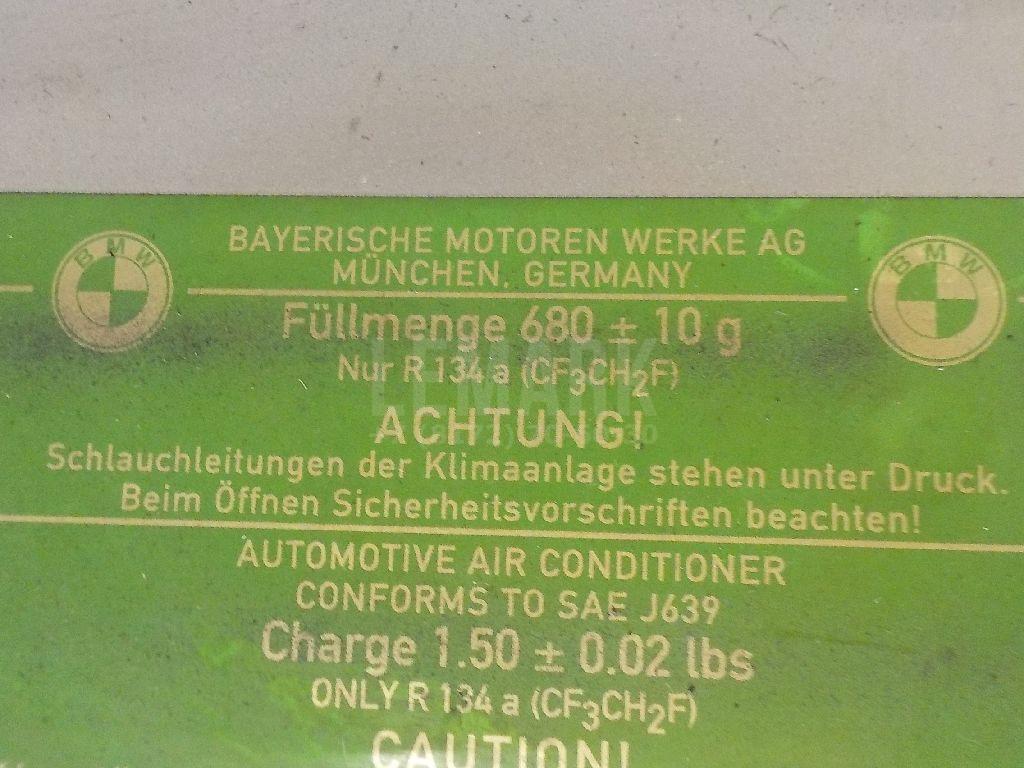 BAYERISCHE MOTOREN WERKE AG
MÜNCHEN, GERMANY
BMW
BMW
Füllmenge 680 ± 10 g
Nur R 134 a (CF₃CH₂F)
LEMARK
ACHTUNG!
Schlauchleitungen der Klimaanlage stehen unter Druck.
Beim Öffnen Sicherheitsvorschriften beachten!
AUTOMOTIVE AIR CONDITIONER
CONFORMS TO SAE J639
Charge 1.50 ± 0.02 lbs
ONLY R 134 a (CF₃CH₂F)
CAUTION!